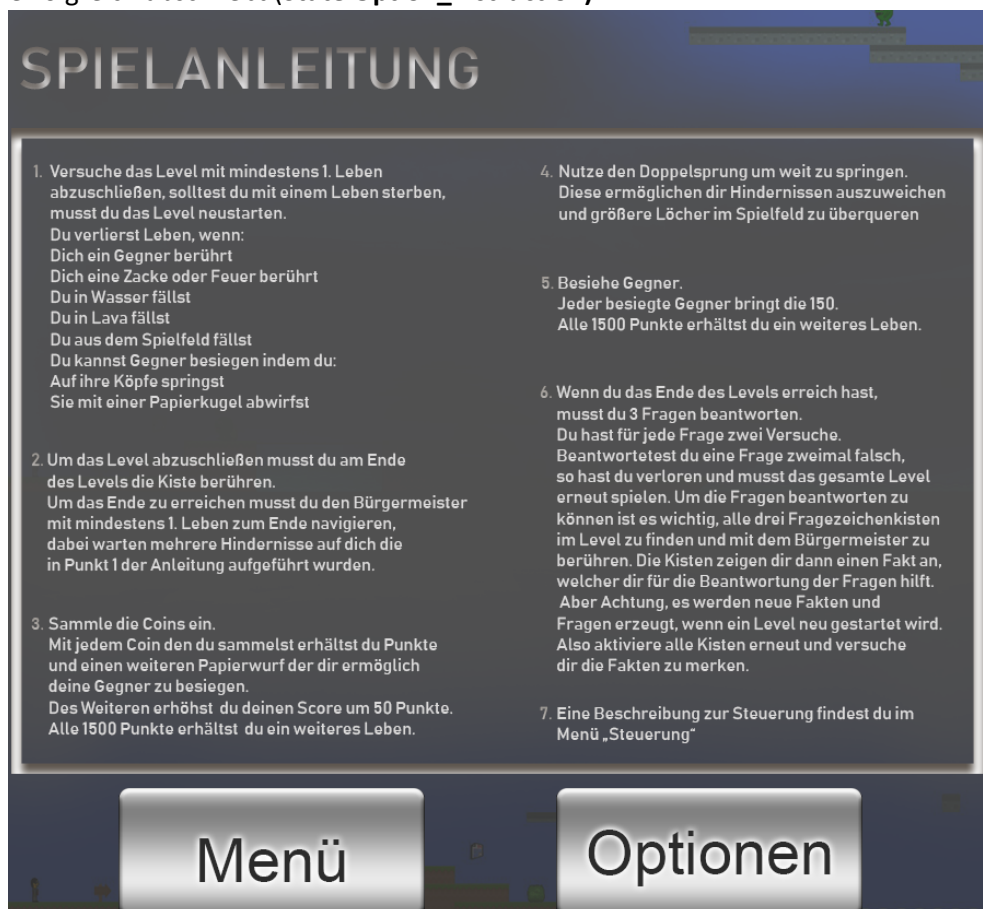 SPIELANLEITUNG
1. Versuche das Level mit mindestens 1. Leben
abzuschließen, solltest du mit einem Leben sterben,
musst du das Level neustarten.
Du verlierst Leben, wenn:
Dich ein Gegner berührt
Dich eine Zacke oder Feuer berührt
Du in Wasser fällst
Du in Lava fällst
Du aus dem Spielfeld fällst
Du kannst Gegner besiegen indem du:
Auf ihre Köpfe springst
Sie mit einer Papierkugel abwirfst
2. Um das Level abzuschließen musst du am Ende
des Levels die Kiste berühren.
Um das Ende zu erreichen musst du den Bürgermeister
mit mindestens 1. Leben zum Ende navigieren,
dabei warten mehrere Hindernisse auf dich die
in Punkt 1 der Anleitung aufgeführt wurden.
3. Sammle die Coins ein.
Mit jedem Coin den du sammelst erhältst du Punkte
und einen weiteren Papierwurf der dir ermöglich
deine Gegner zu besiegen.
Des Weiteren erhöhst du deinen Score um 50 Punkte.
Alle 1500 Punkte erhältst du ein weiteres Leben.
4. Nutze den Doppelsprung um weit zu springen.
Diese ermöglichen dir Hindernissen auszuweichen
und größere Löcher im Spielfeld zu überqueren
5. Besiehe Gegner.
Jeder besiegte Gegner bringt die 150.
Alle 1500 Punkte erhältst du ein weiteres Leben.
6. Wenn du das Ende des Levels erreich hast,
musst du 3 Fragen beantworten.
Du hast für jede Frage zwei Versuche.
Beantwortetest du eine Frage zweimal falsch,
so hast du verloren und musst das gesamte Level
erneut spielen. Um die Fragen beantworten zu
können ist es wichtig, alle drei Fragezeichenkisten
im Level zu finden und mit dem Bürgermeister zu
berühren. Die Kisten zeigen dir dann einen Fakt an,
welcher dir für die Beantwortung der Fragen hilft.
Aber Achtung, es werden neue Fakten und
Fragen erzeugt, wenn ein Level neu gestartet wird.
Also aktiviere alle Kisten erneut und versuche
dir die Fakten zu merken.
7. Eine Beschreibung zur Steuerung findest du im
Menü „Steuerung“
Menü
Optionen